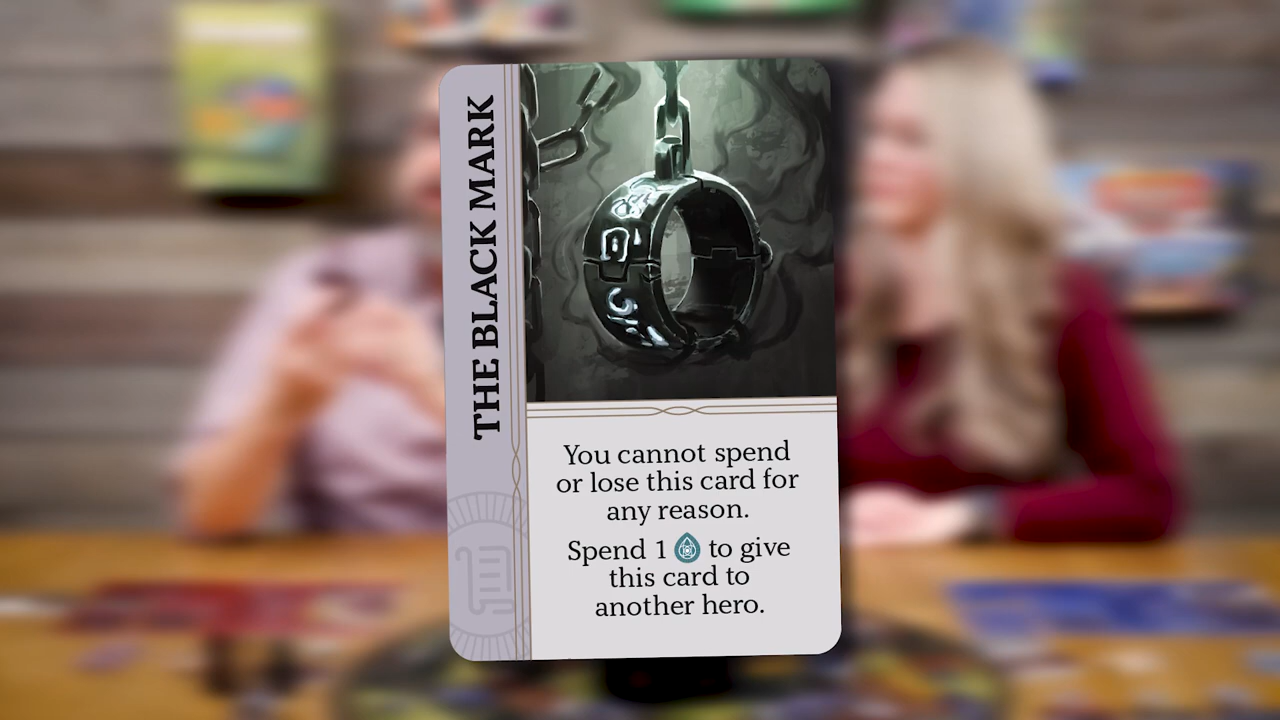 THE BLACK MARK
You cannot spend
or lose this card for
any reason.
Spend 1 to give
this card to
another hero.